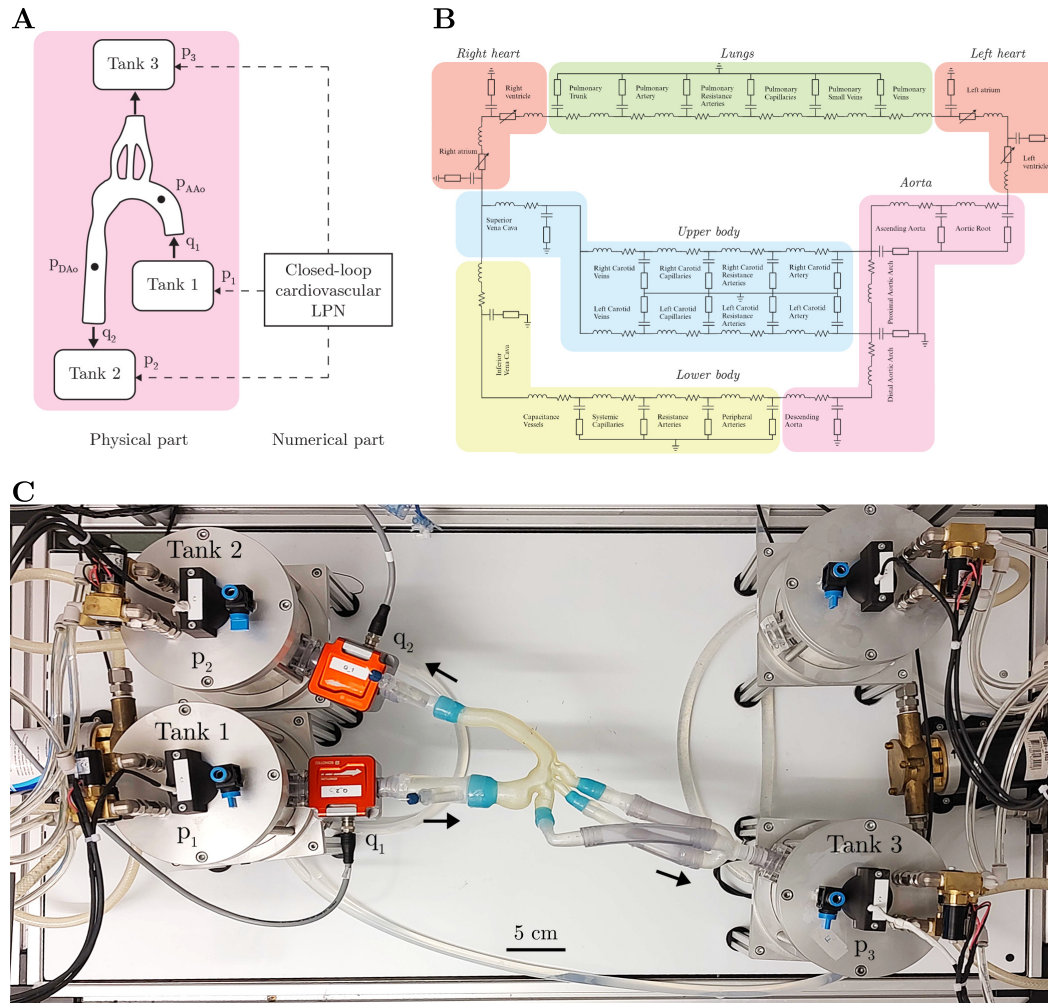 A
Tank 3
p3
pAAo
q1
pDAo
Tank 1
p1
Closed-loop
cardiovascular
LPN
q2
Tank 2
p2
Physical part
Numerical part
B
Right heart
Lungs
Left heart
Right
ventricle
Pulmonary
Trunk
Pulmonary
Artery
Pulmonary
Resistance
Arteries
Pulmonary
Capillaries
Pulmonary
Small Veins
Pulmonary
Veins
Left atrium
Right atrium
Left
ventricle
Aorta
Superior
Vena Cava
Upper body
Ascending Aorta
Aortic Root
Right Carotid
Veins
Right Carotid
Capillaries
Right Carotid
Resistance
Arteries
Right Carotid
Artery
Proximal Aortic Arch
Left Carotid
Veins
Left Carotid
Capillaries
Left Carotid
Resistance
Arteries
Left Carotid
Artery
Inferior
Vena Cava
Distal Aortic Arch
Lower body
Capacitance
Vessels
Systemic
Capillaries
Resistance
Arteries
Peripheral
Arteries
Descending
Aorta
C
Tank 2
p2
q2
Q_1
Tank 1
p1
Q_2
q1
Tank 3
p3
5 cm